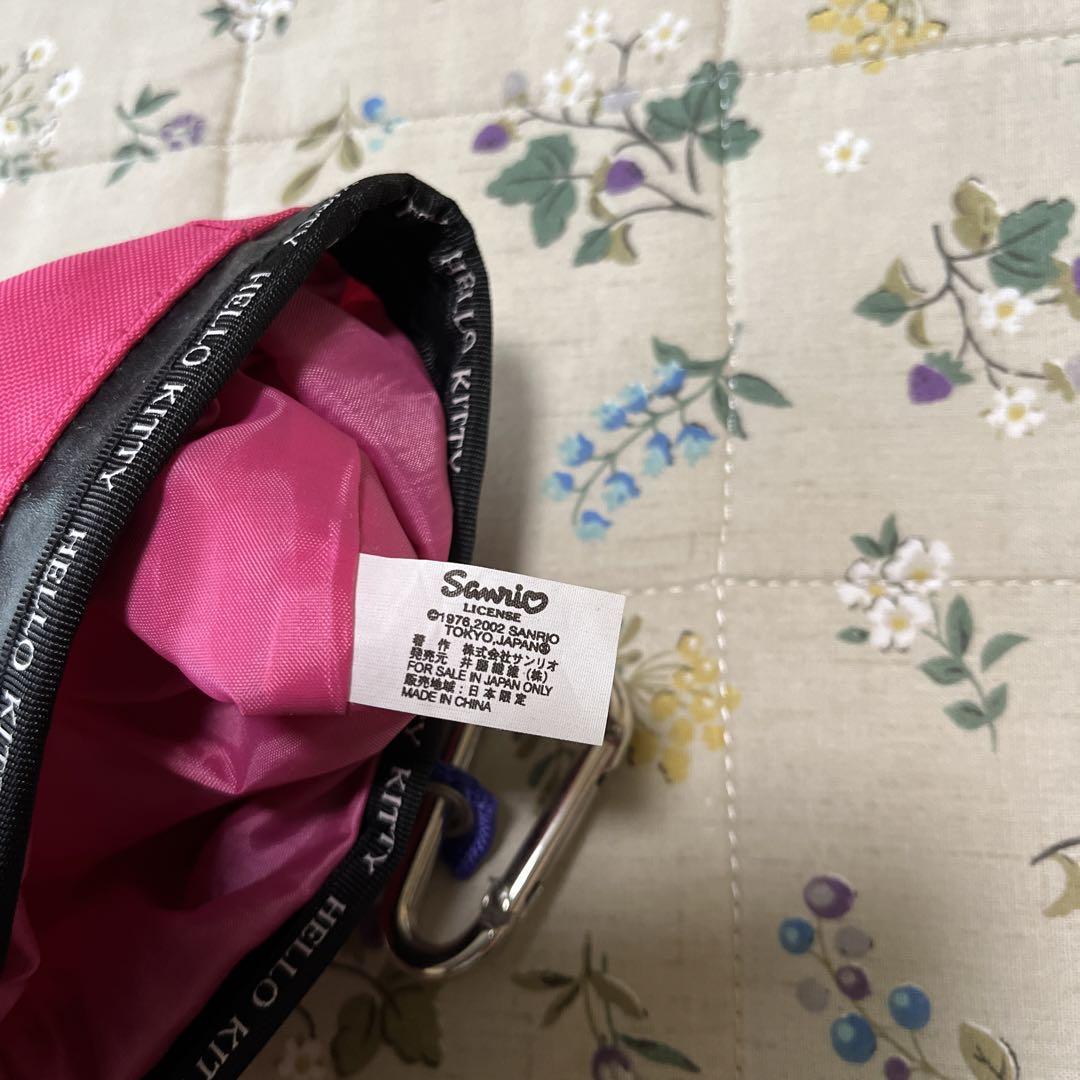 HELLO KITTY HELLO KITTY
HELLO KITTY
KITTY HELLO KIT
Sanrio
LICENSE
©1976,2002 SANRIO
TOKYO,JAPAN®
著作 株式会社サンリオ
発売元 井藤(株)
FOR SALE IN JAPAN ONLY
販売地域:日本限定
MADE IN CHINA